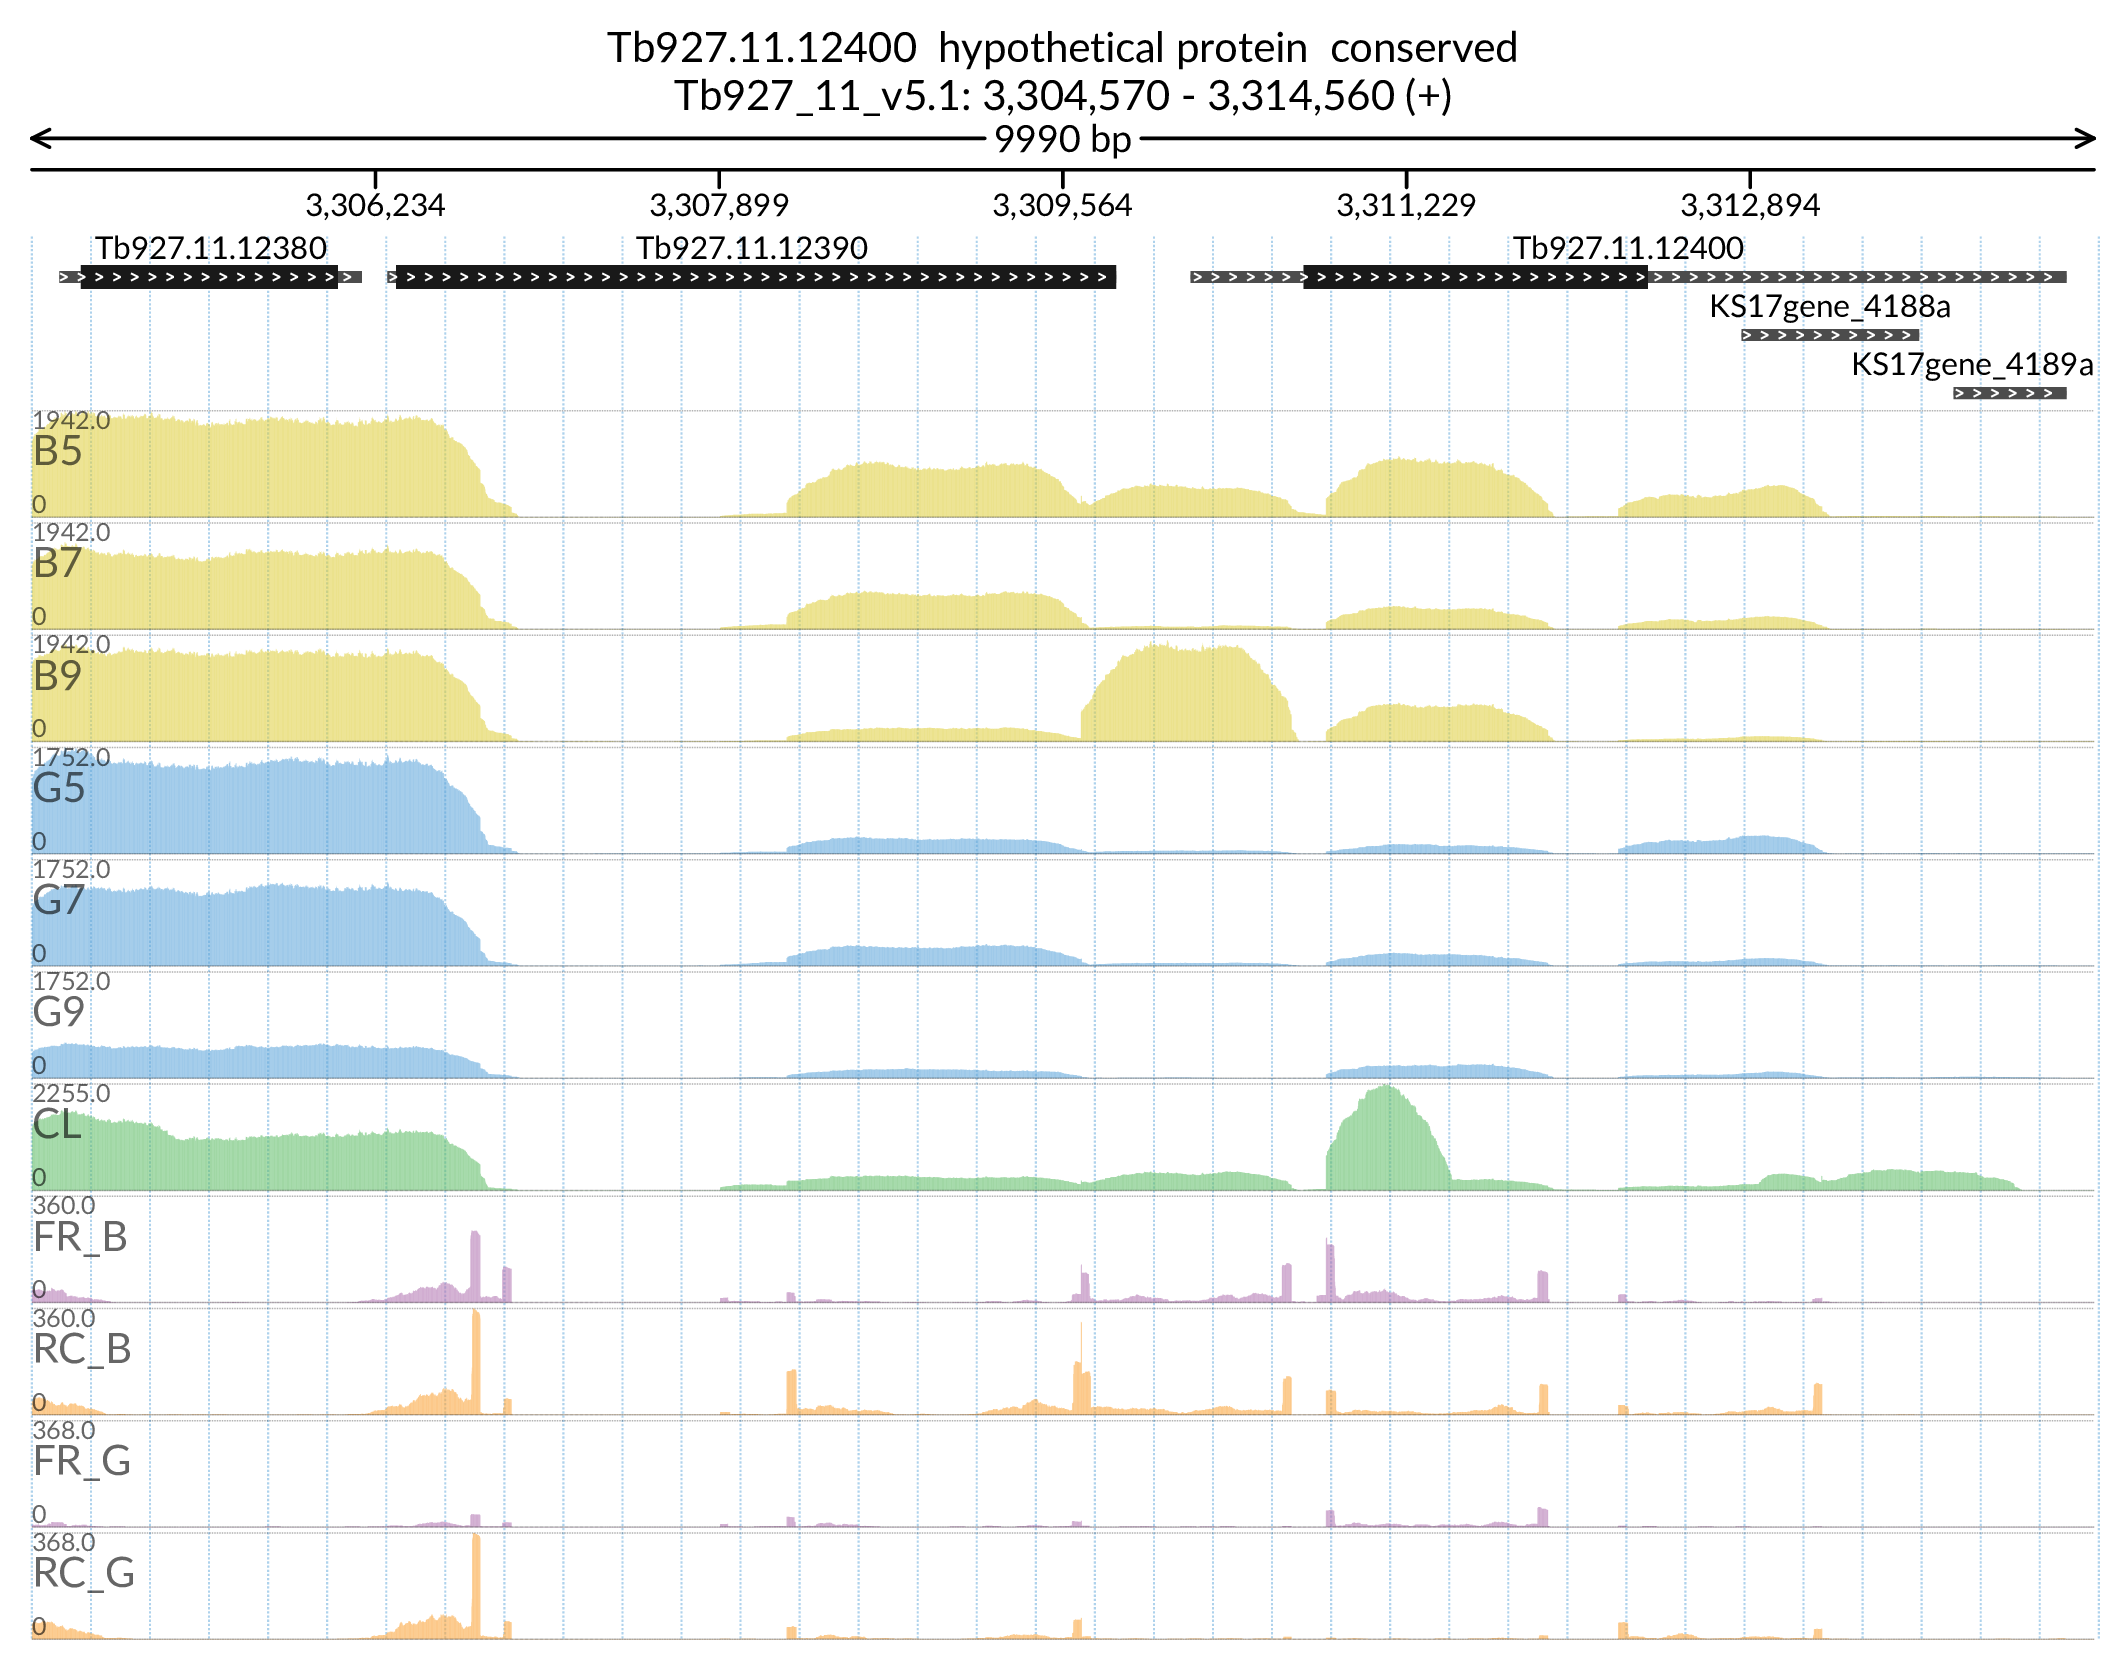 Tb927.11.12400  hypothetical protein  conserved
Tb927_11_v5.1: 3,304,570 - 3,314,560 (+)
9990 bp
3,306,234 3,307,899 3,309,564 3,311,229 3,312,894
Tb927.11.12380 Tb927.11.12390 Tb927.11.12400
KS17gene_4188a
KS17gene_4189a
1942.0
B5
0
1942.0
B7
0
1942.0
B9
0
1752.0
G5
0
1752.0
G7
0
1752.0
G9
0
2255.0
CL
0
360.0
FR_B
0
360.0
RC_B
0
368.0
FR_G
0
368.0
RC_G
0